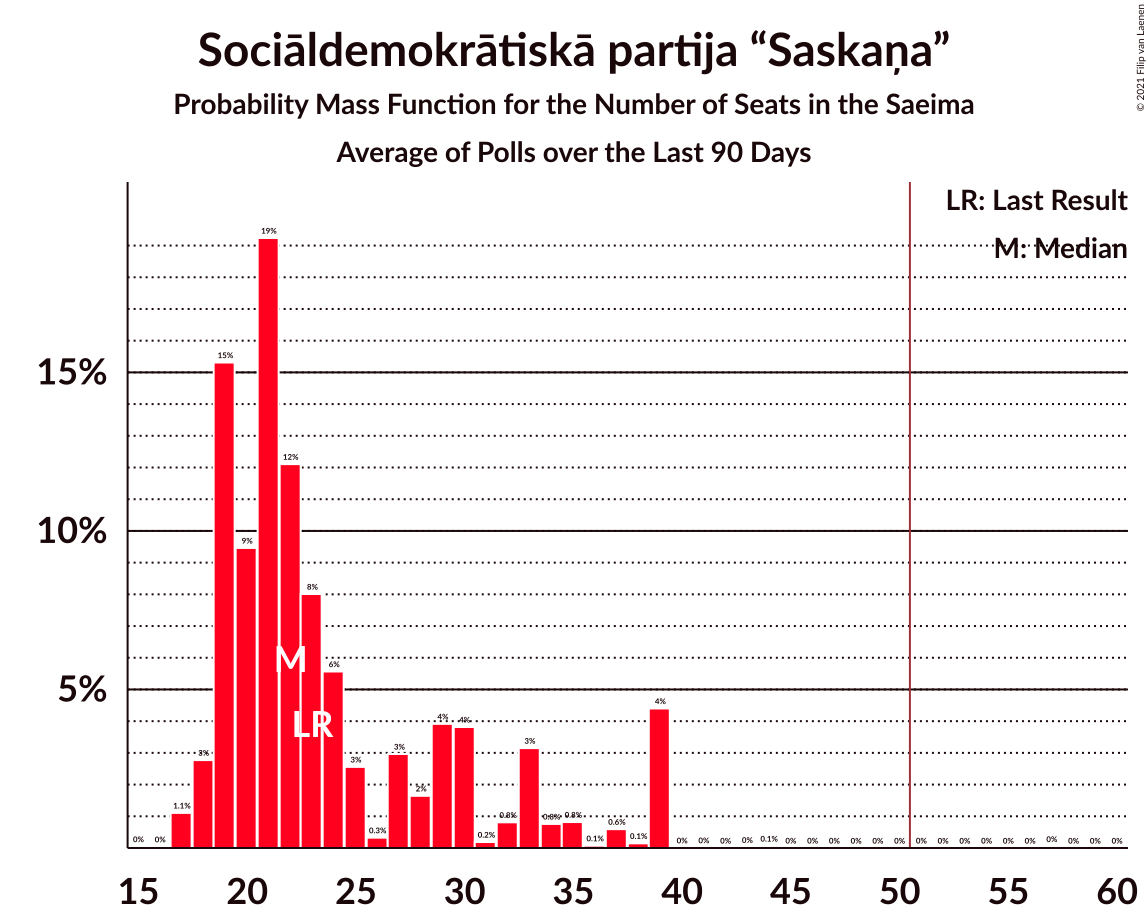 Sociāldemokrātiskā partija “Saskaņa”
Probability Mass Function for the Number of Seats in the Saeima
Average of Polls over the Last 90 Days
© 2021 Filip van Laenen
LR: Last Result
M: Median
15%
10%
5%
0% 0% 1.1% 3% 15% 9% 19% 12% 8% 6% 3% 0.3% 3% 2% 4% 4% 0.2% 0.8% 3% 0.8% 0.8% 0.1% 0.6% 0.1% 4% 0% 0% 0% 0% 0.1% 0% 0% 0% 0% 0% 0% 0% 0% 0% 0% 0% 0% 0% 0% 0% 0%
M
LR
15 20 25 30 35 40 45 50 55 60